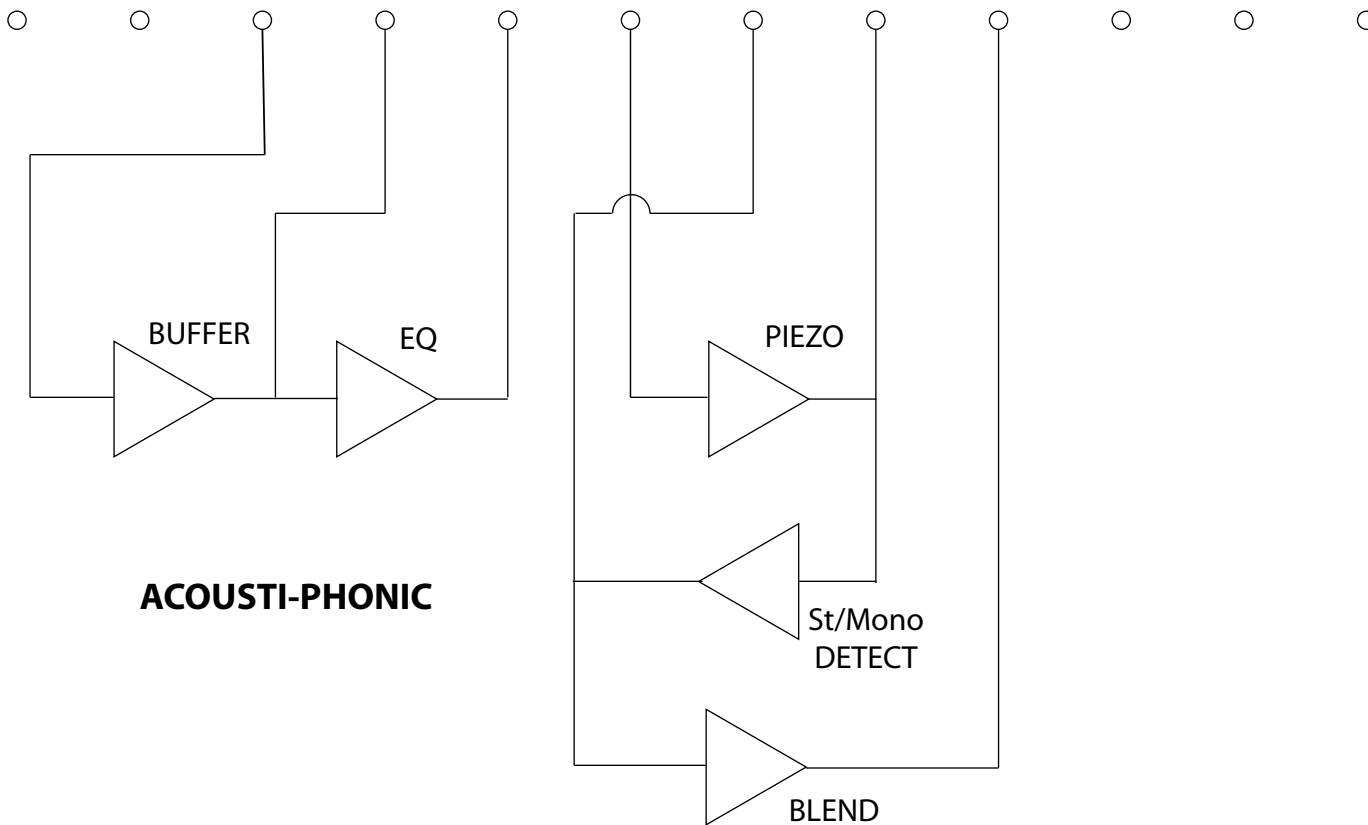 BUFFER
EQ
PIEZO
ACOUSTI-PHONIC
St/Mono
DETECT
BLEND